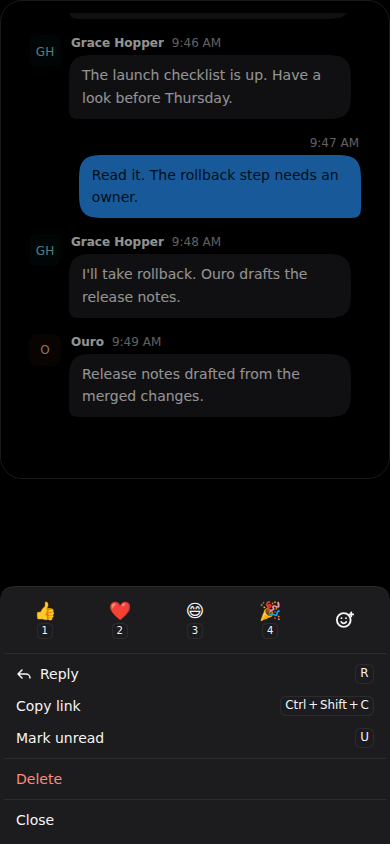 GH
Grace Hopper 9:46 AM
The launch checklist is up. Have a
look before Thursday.
9:47 AM
Read it. The rollback step needs an
owner.
GH
Grace Hopper 9:48 AM
I'll take rollback. Ouro drafts the
release notes.
O
Ouro 9:49 AM
Release notes drafted from the
merged changes.
1 2 3 4
Reply R
Copy link Ctrl+Shift+C
Mark unread U
Delete
Close